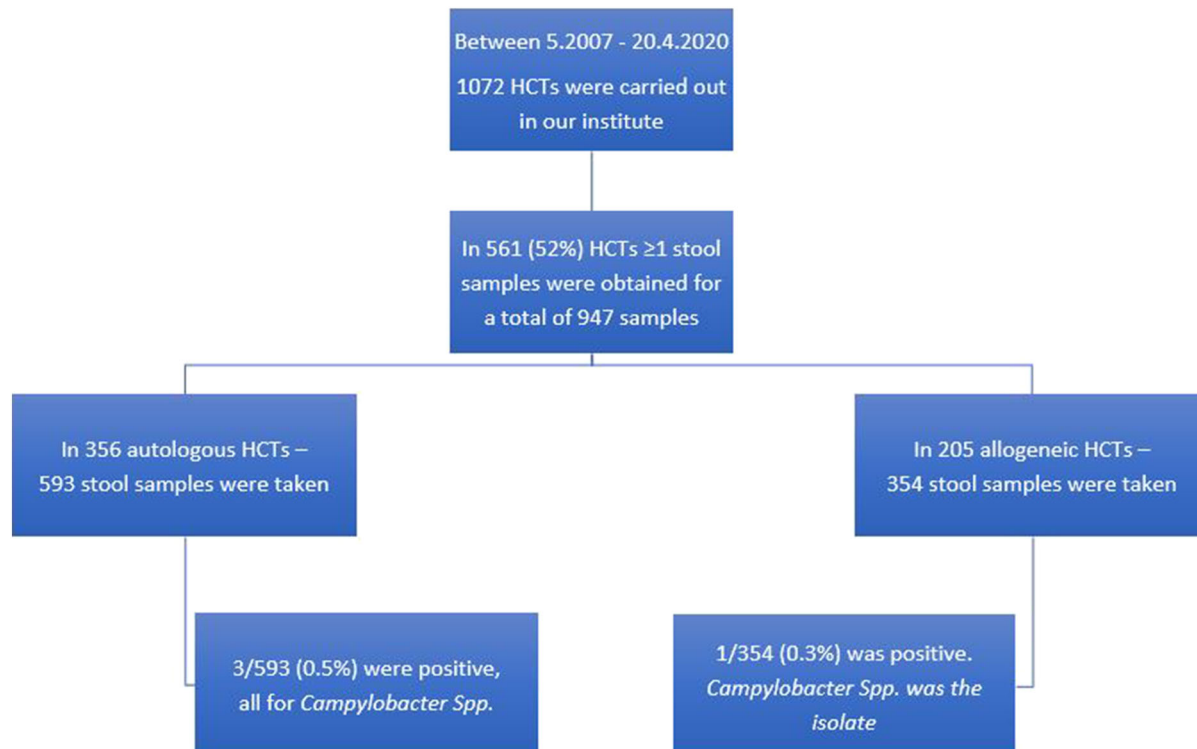 Between 5.2007 - 20.4.2020
1072 HCTs were carried out
in our institute
In 561 (52%) HCTs ≥1 stool
samples were obtained for
a total of 947 samples
In 356 autologous HCTs –
593 stool samples were taken
In 205 allogeneic HCTs –
354 stool samples were taken
3/593 (0.5%) were positive,
all for Campylobacter Spp.
1/354 (0.3%) was positive.
Campylobacter Spp. was the
isolate